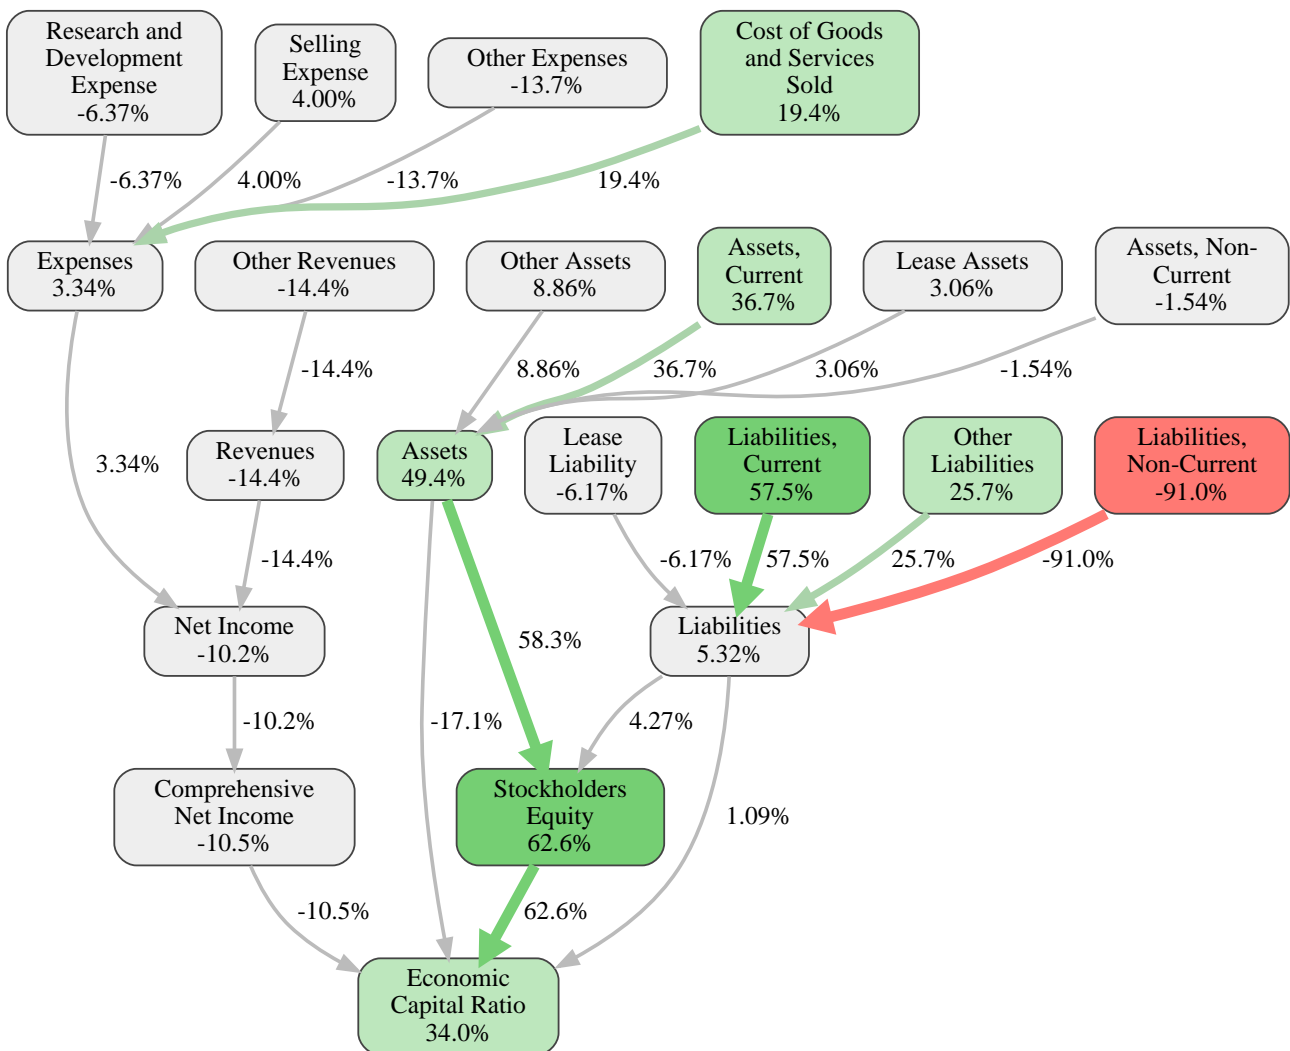 Research and
Development
Expense
-6.37%
Selling
Expense
4.00%
Other Expenses
-13.7%
Cost of Goods
and Services
Sold
19.4%
-6.37%
4.00%
-13.7%
19.4%
Expenses
3.34%
Other Revenues
-14.4%
Other Assets
8.86%
Assets,
Current
36.7%
Lease Assets
3.06%
Assets, Non-
Current
-1.54%
-14.4%
8.86%
36.7%
3.06%
-1.54%
Revenues
-14.4%
Assets
49.4%
Lease
Liability
-6.17%
Liabilities,
Current
57.5%
Other
Liabilities
25.7%
Liabilities,
Non-Current
-91.0%
3.34%
-14.4%
-6.17%
57.5%
25.7%
-91.0%
Net Income
-10.2%
58.3%
Liabilities
5.32%
-10.2%
-17.1%
4.27%
Comprehensive
Net Income
-10.5%
Stockholders
Equity
62.6%
1.09%
-10.5%
62.6%
Economic
Capital Ratio
34.0%